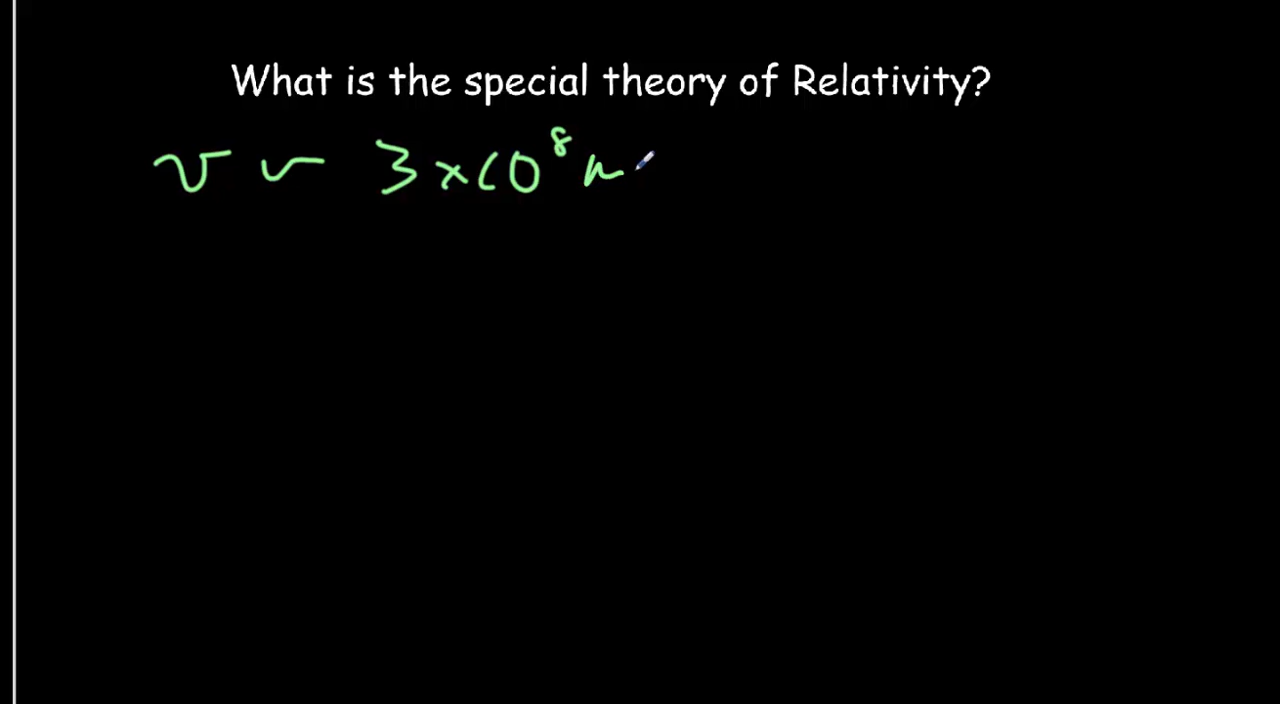 What is the special theory of Relativity?
v ~ 3 x 10⁸ m